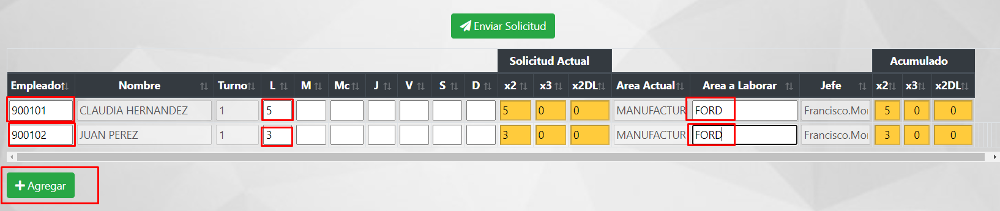 Enviar Solicitud
Solicitud Actual Acumulado
Empleado Nombre Turno L M Mc J V S D x2 x3 x2DL Area Actual Area a Laborar Jefe x2 x3 x2DL
900101 CLAUDIA HERNANDEZ 1 5 5 0 0 MANUFACTUR FORD Francisco.Mo 5 0 0
900102 JUAN PEREZ 1 3 3 0 0 MANUFACTUR FORD Francisco.Mo 3 0 0
Agregar